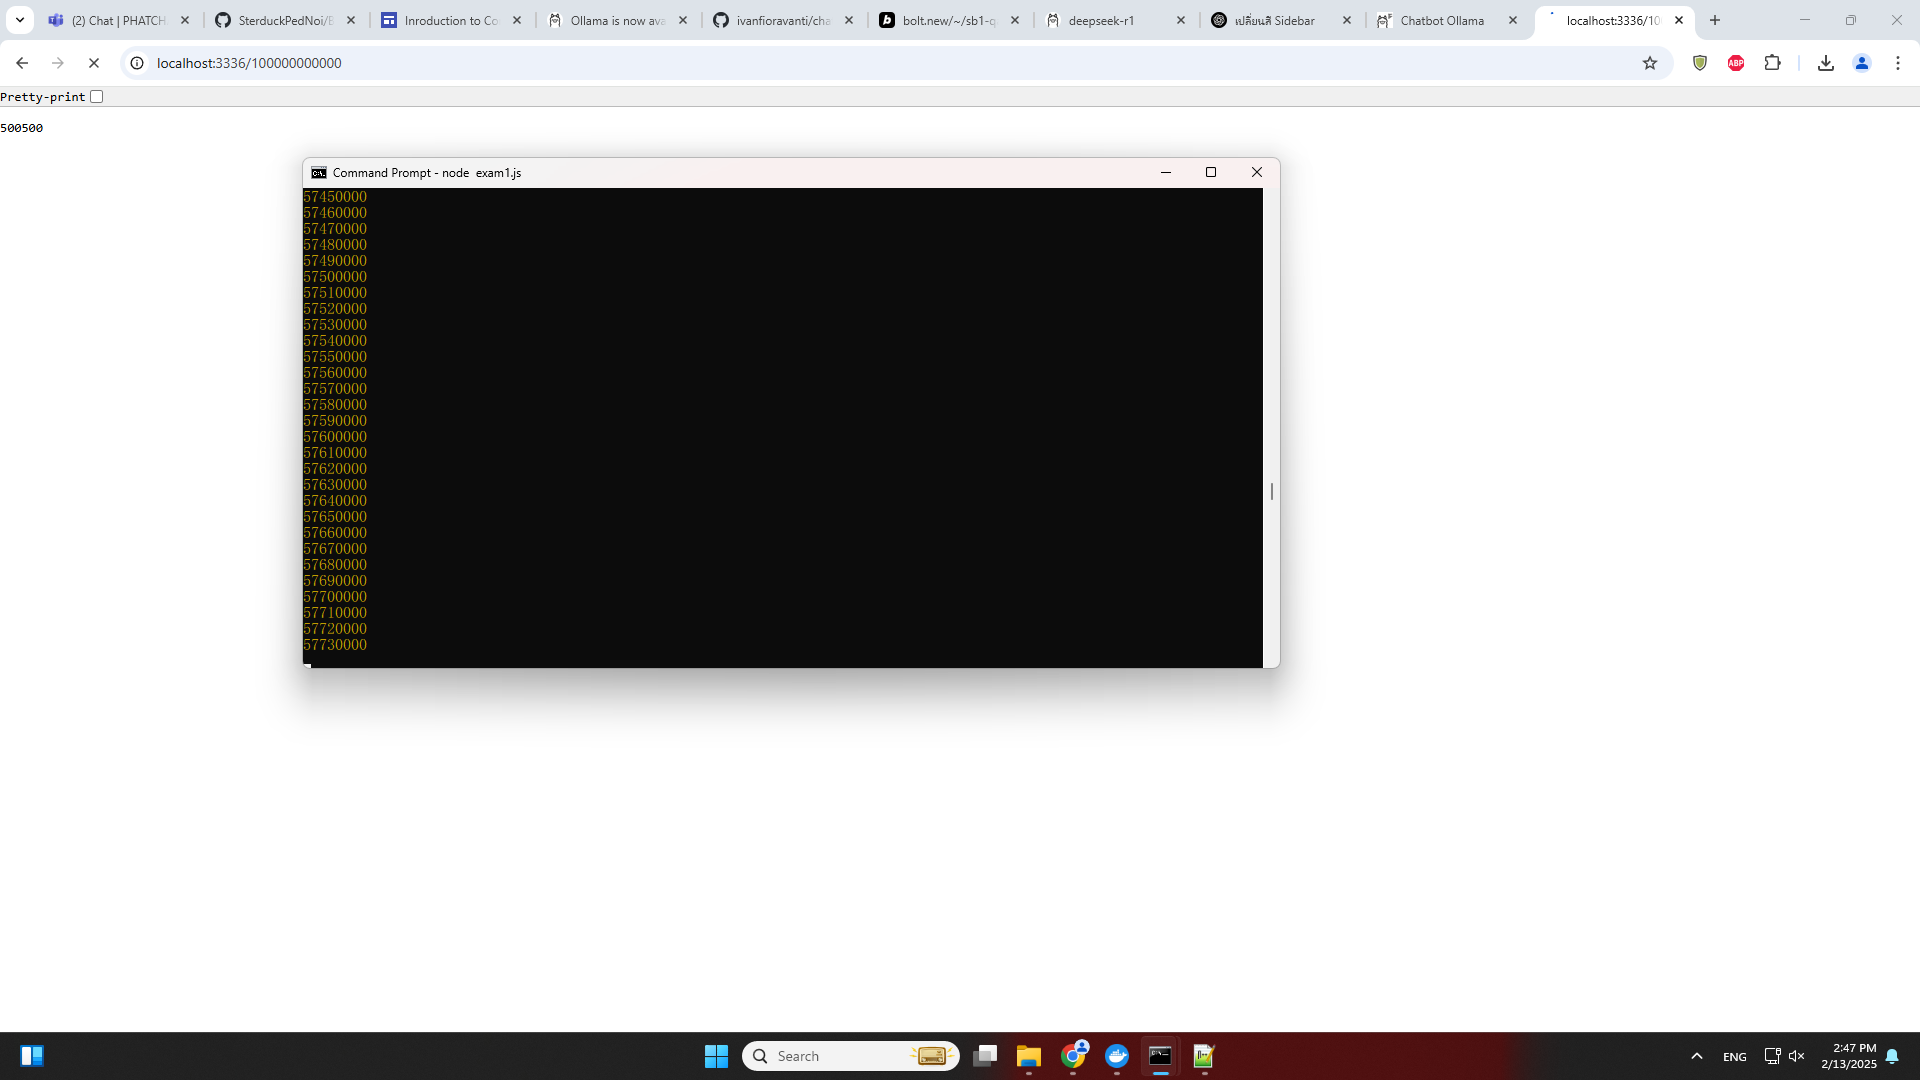 (2) Chat | PHATCH
SterduckPedNoi/E
Inroduction to Co
Ollama is now ava
ivanfioravanti/cha
bolt.new/~/sb1-q
deepseek-r1
เปลี่ยนสี Sidebar
Chatbot Ollama
localhost:3336/10
localhost:3336/100000000000
ABP
Pretty-print
500500
Command Prompt - node exam1.js
57450000
57460000
57470000
57480000
57490000
57500000
57510000
57520000
57530000
57540000
57550000
57560000
57570000
57580000
57590000
57600000
57610000
57620000
57630000
57640000
57650000
57660000
57670000
57680000
57690000
57700000
57710000
57720000
57730000
Search
ENG
2:47 PM
2/13/2025